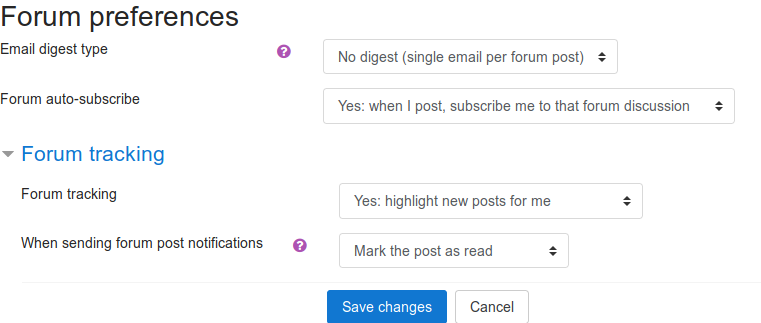 Forum preferences
Email digest type
No digest (single email per forum post)
Forum auto-subscribe
Yes: when I post, subscribe me to that forum discussion
Forum tracking
Forum tracking
Yes: highlight new posts for me
When sending forum post notifications
Mark the post as read
Save changes
Cancel